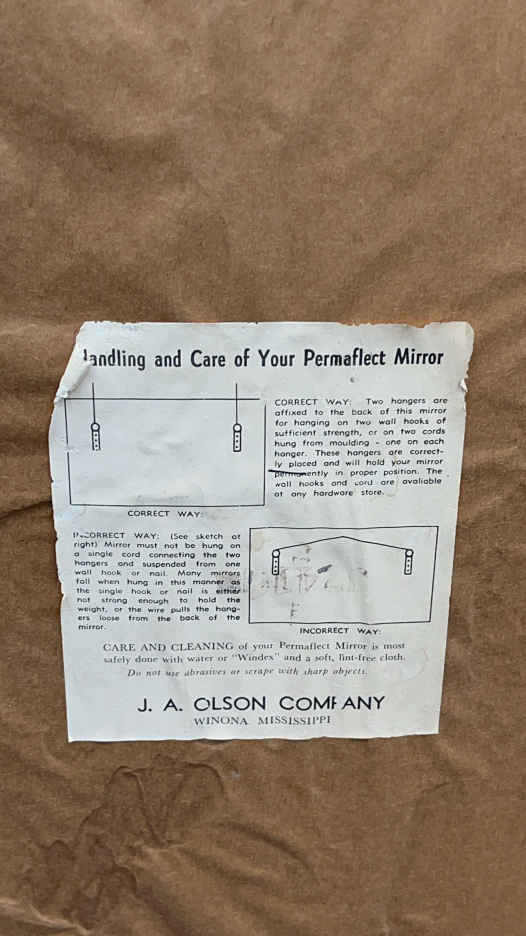 Handling and Care of Your Permaflect Mirror
CORRECT WAY: Two hangers are
affixed to the back of this mirror
for hanging on two wall hooks of
sufficient strength, or on two cords
hung from moulding - one on each
hanger. These hangers are correct-
ly placed and will hold your mirror
permanently in proper position. The
wall hooks and cord are avaliable
at any hardware store.
CORRECT WAY:
INCORRECT WAY: (See sketch at
right) Mirror must not be hung on
a single cord connecting the two
hangers and suspended from one
wall hook or nail. Many mirrors
fall when hung in this manner as
the single hook or nail is either
not strong enough to hold the
weight, or the wire pulls the hang-
ers loose from the back of the
mirror.
INCORRECT WAY:
CARE AND CLEANING of your Permaflect Mirror is most
safely done with water or "Windex" and a soft, lint-free cloth.
Do not use abrasives or scrape with sharp objects.
J. A. OLSON COMPANY
WINONA MISSISSIPPI